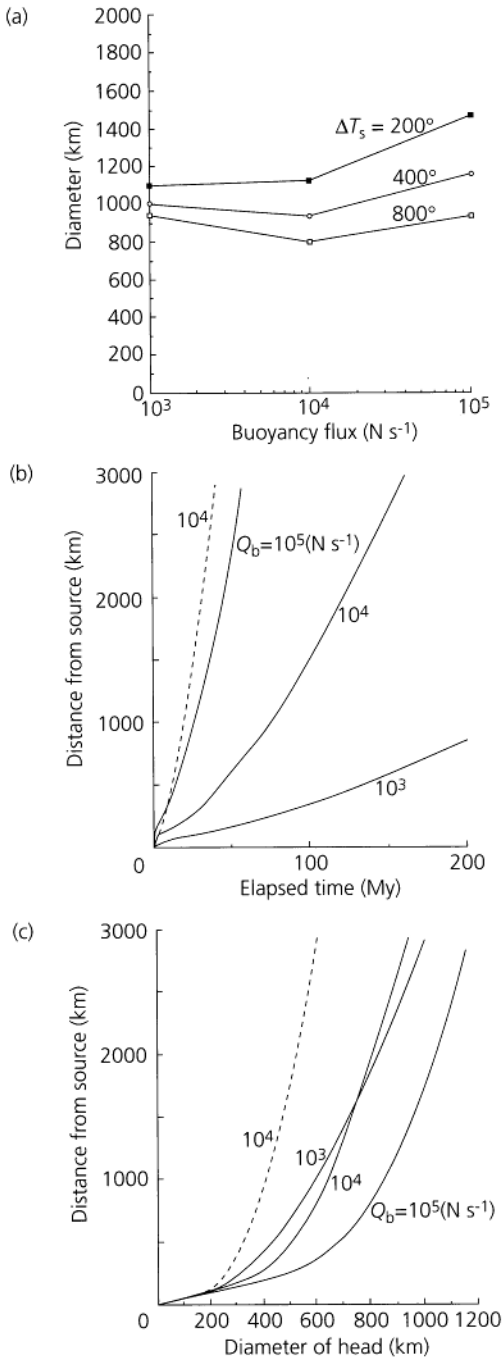 (a)
2000
1800
1600
1400
1200
1000
800
600
400
200
0
Diameter (km)
ΔTs = 200°
400°
800°
10³ 10⁴ 10⁵
Buoyancy flux (N s⁻¹)
(b)
3000
2000
1000
0
Distance from source (km)
10⁴
Qb=10⁵(N s⁻¹)
10⁴
10³
100 200
Elapsed time (My)
(c)
3000
2000
1000
0
Distance from source (km)
10⁴
10³
10⁴
Qb=10⁵(N s⁻¹)
200 400 600 800 1000 1200
Diameter of head (km)